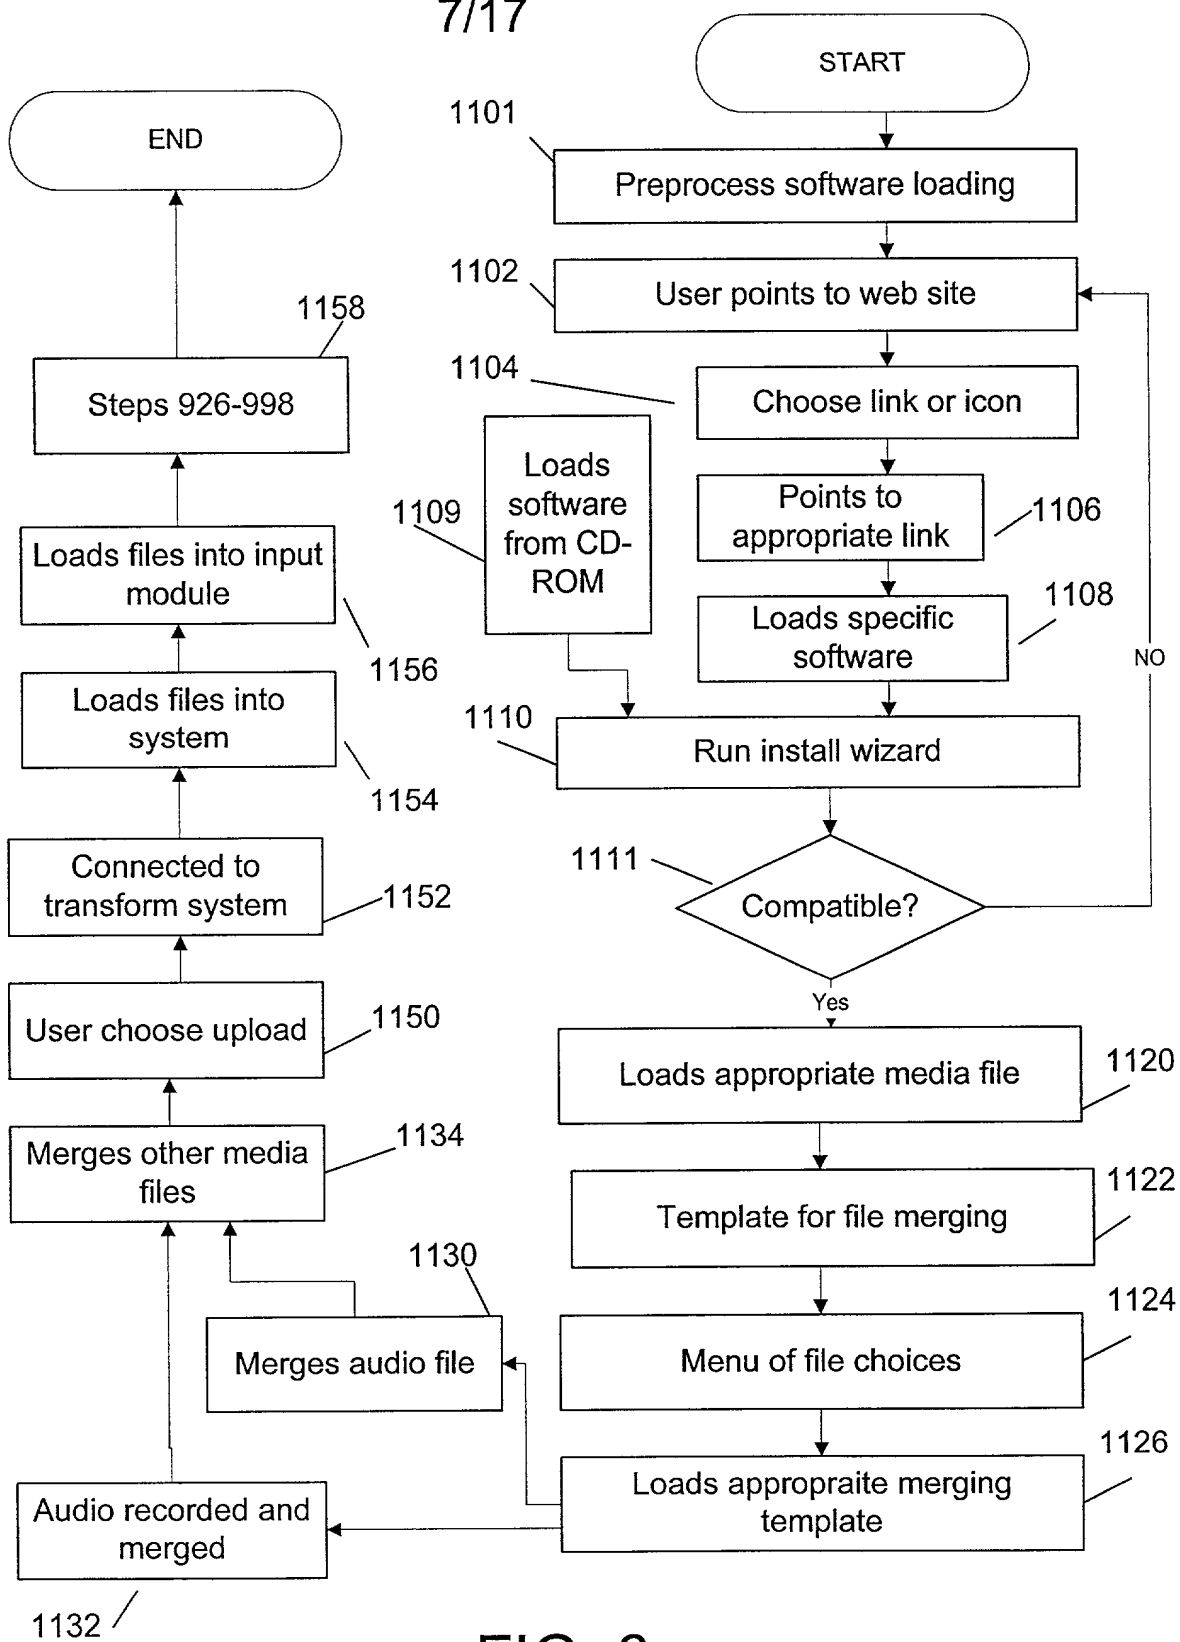 7/17
START
1101
Preprocess software loading
1102
User points to web site
1104
Choose link or icon
Points to
appropriate link
1106
1109
Loads
software
from CD-
ROM
Loads specific
software
1108
NO
1110
Run install wizard
1111
Compatible?
Yes
Loads appropriate media file
1120
Template for file merging
1122
Menu of file choices
1124
Loads appropraite merging
template
1126
Merges audio file
1130
Audio recorded and
merged
1132
Merges other media
files
1134
User choose upload
1150
Connected to
transform system
1152
Loads files into
system
1154
Loads files into input
module
1156
Steps 926-998
1158
END